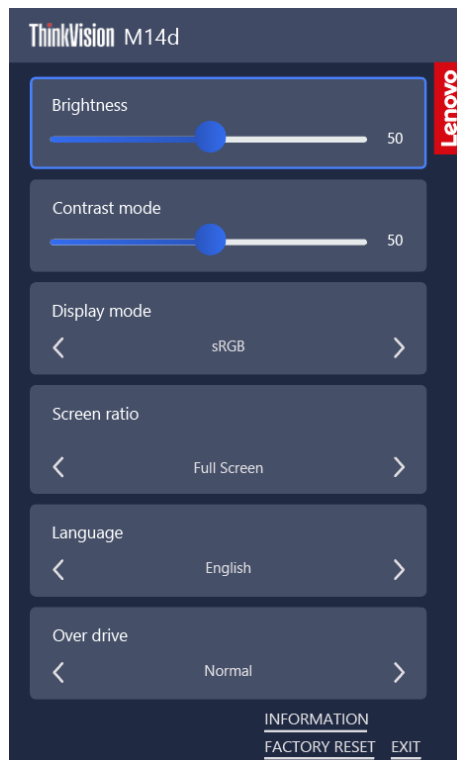 ThinkVision M14d
Lenovo
Brightness
50
Contrast mode
50
Display mode
sRGB
Screen ratio
Full Screen
Language
English
Over drive
Normal
INFORMATION
FACTORY RESET EXIT